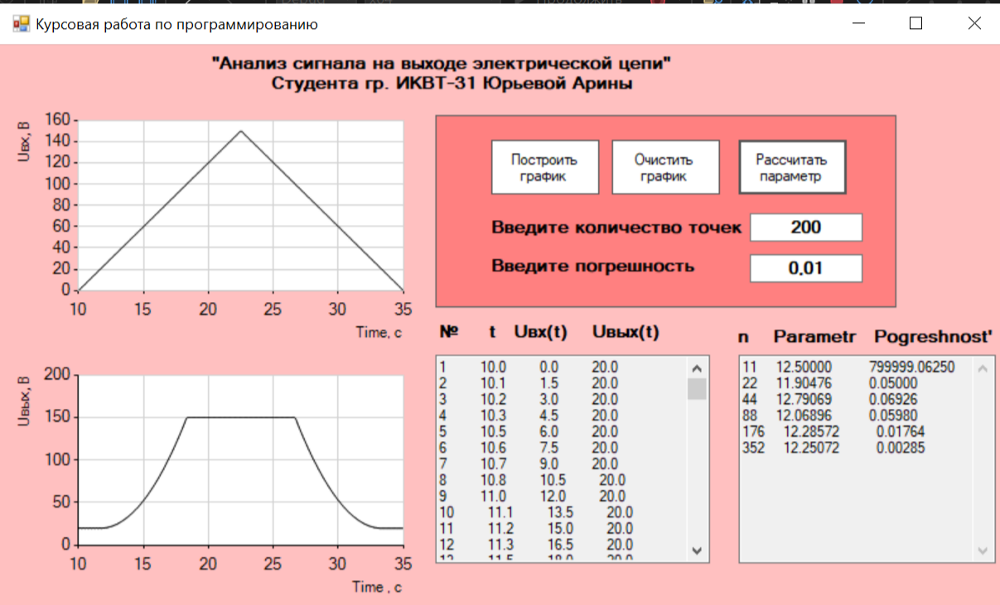 Курсовая работа по программированию
"Анализ сигнала на выходе электрической цепи"
Студента гр. ИКВТ-31 Юрьевой Арины
Uвх, В
160
140
120
100
80
60
40
20
0
10 15 20 25 30 35
Time, с
Построить график
Очистить график
Рассчитать параметр
Введите количество точек 200
Введите погрешность 0,01
Uвых, В
200
150
100
50
0
10 15 20 25 30 35
Time , с
№ t Uвх(t) Uвых(t)
1 10.0 0.0 20.0
2 10.1 1.5 20.0
3 10.2 3.0 20.0
4 10.3 4.5 20.0
5 10.5 6.0 20.0
6 10.6 7.5 20.0
7 10.7 9.0 20.0
8 10.8 10.5 20.0
9 11.0 12.0 20.0
10 11.1 13.5 20.0
11 11.2 15.0 20.0
12 11.3 16.5 20.0
n Parametr Pogreshnost'
11 12.50000 799999.06250
22 11.90476 0.05000
44 12.79069 0.06926
88 12.06896 0.05980
176 12.28572 0.01764
352 12.25072 0.00285